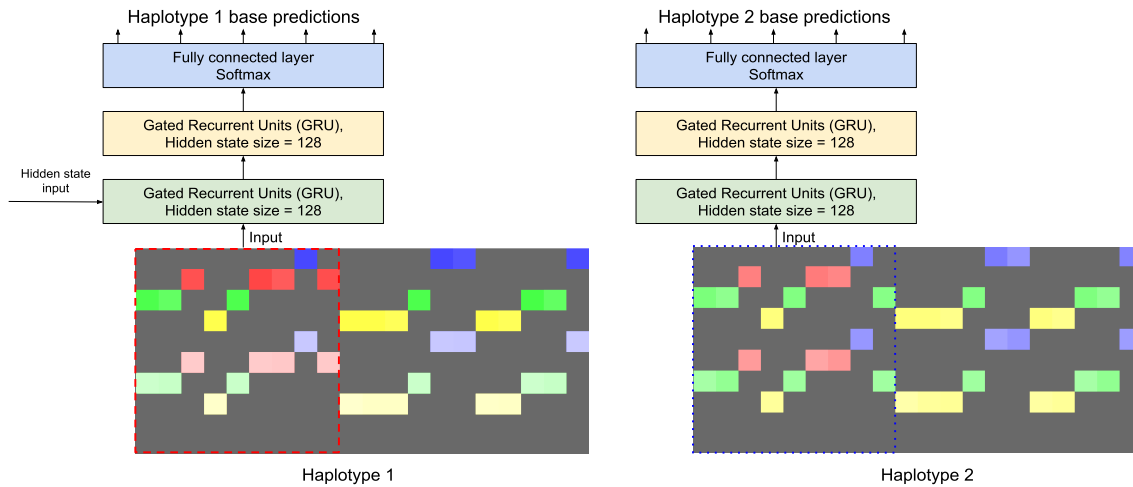 Haplotype 1 base predictions
Fully connected layer
Softmax
Gated Recurrent Units (GRU),
Hidden state size = 128
Hidden state
input
Gated Recurrent Units (GRU),
Hidden state size = 128
Input
Haplotype 1
Haplotype 2 base predictions
Fully connected layer
Softmax
Gated Recurrent Units (GRU),
Hidden state size = 128
Gated Recurrent Units (GRU),
Hidden state size = 128
Input
Haplotype 2